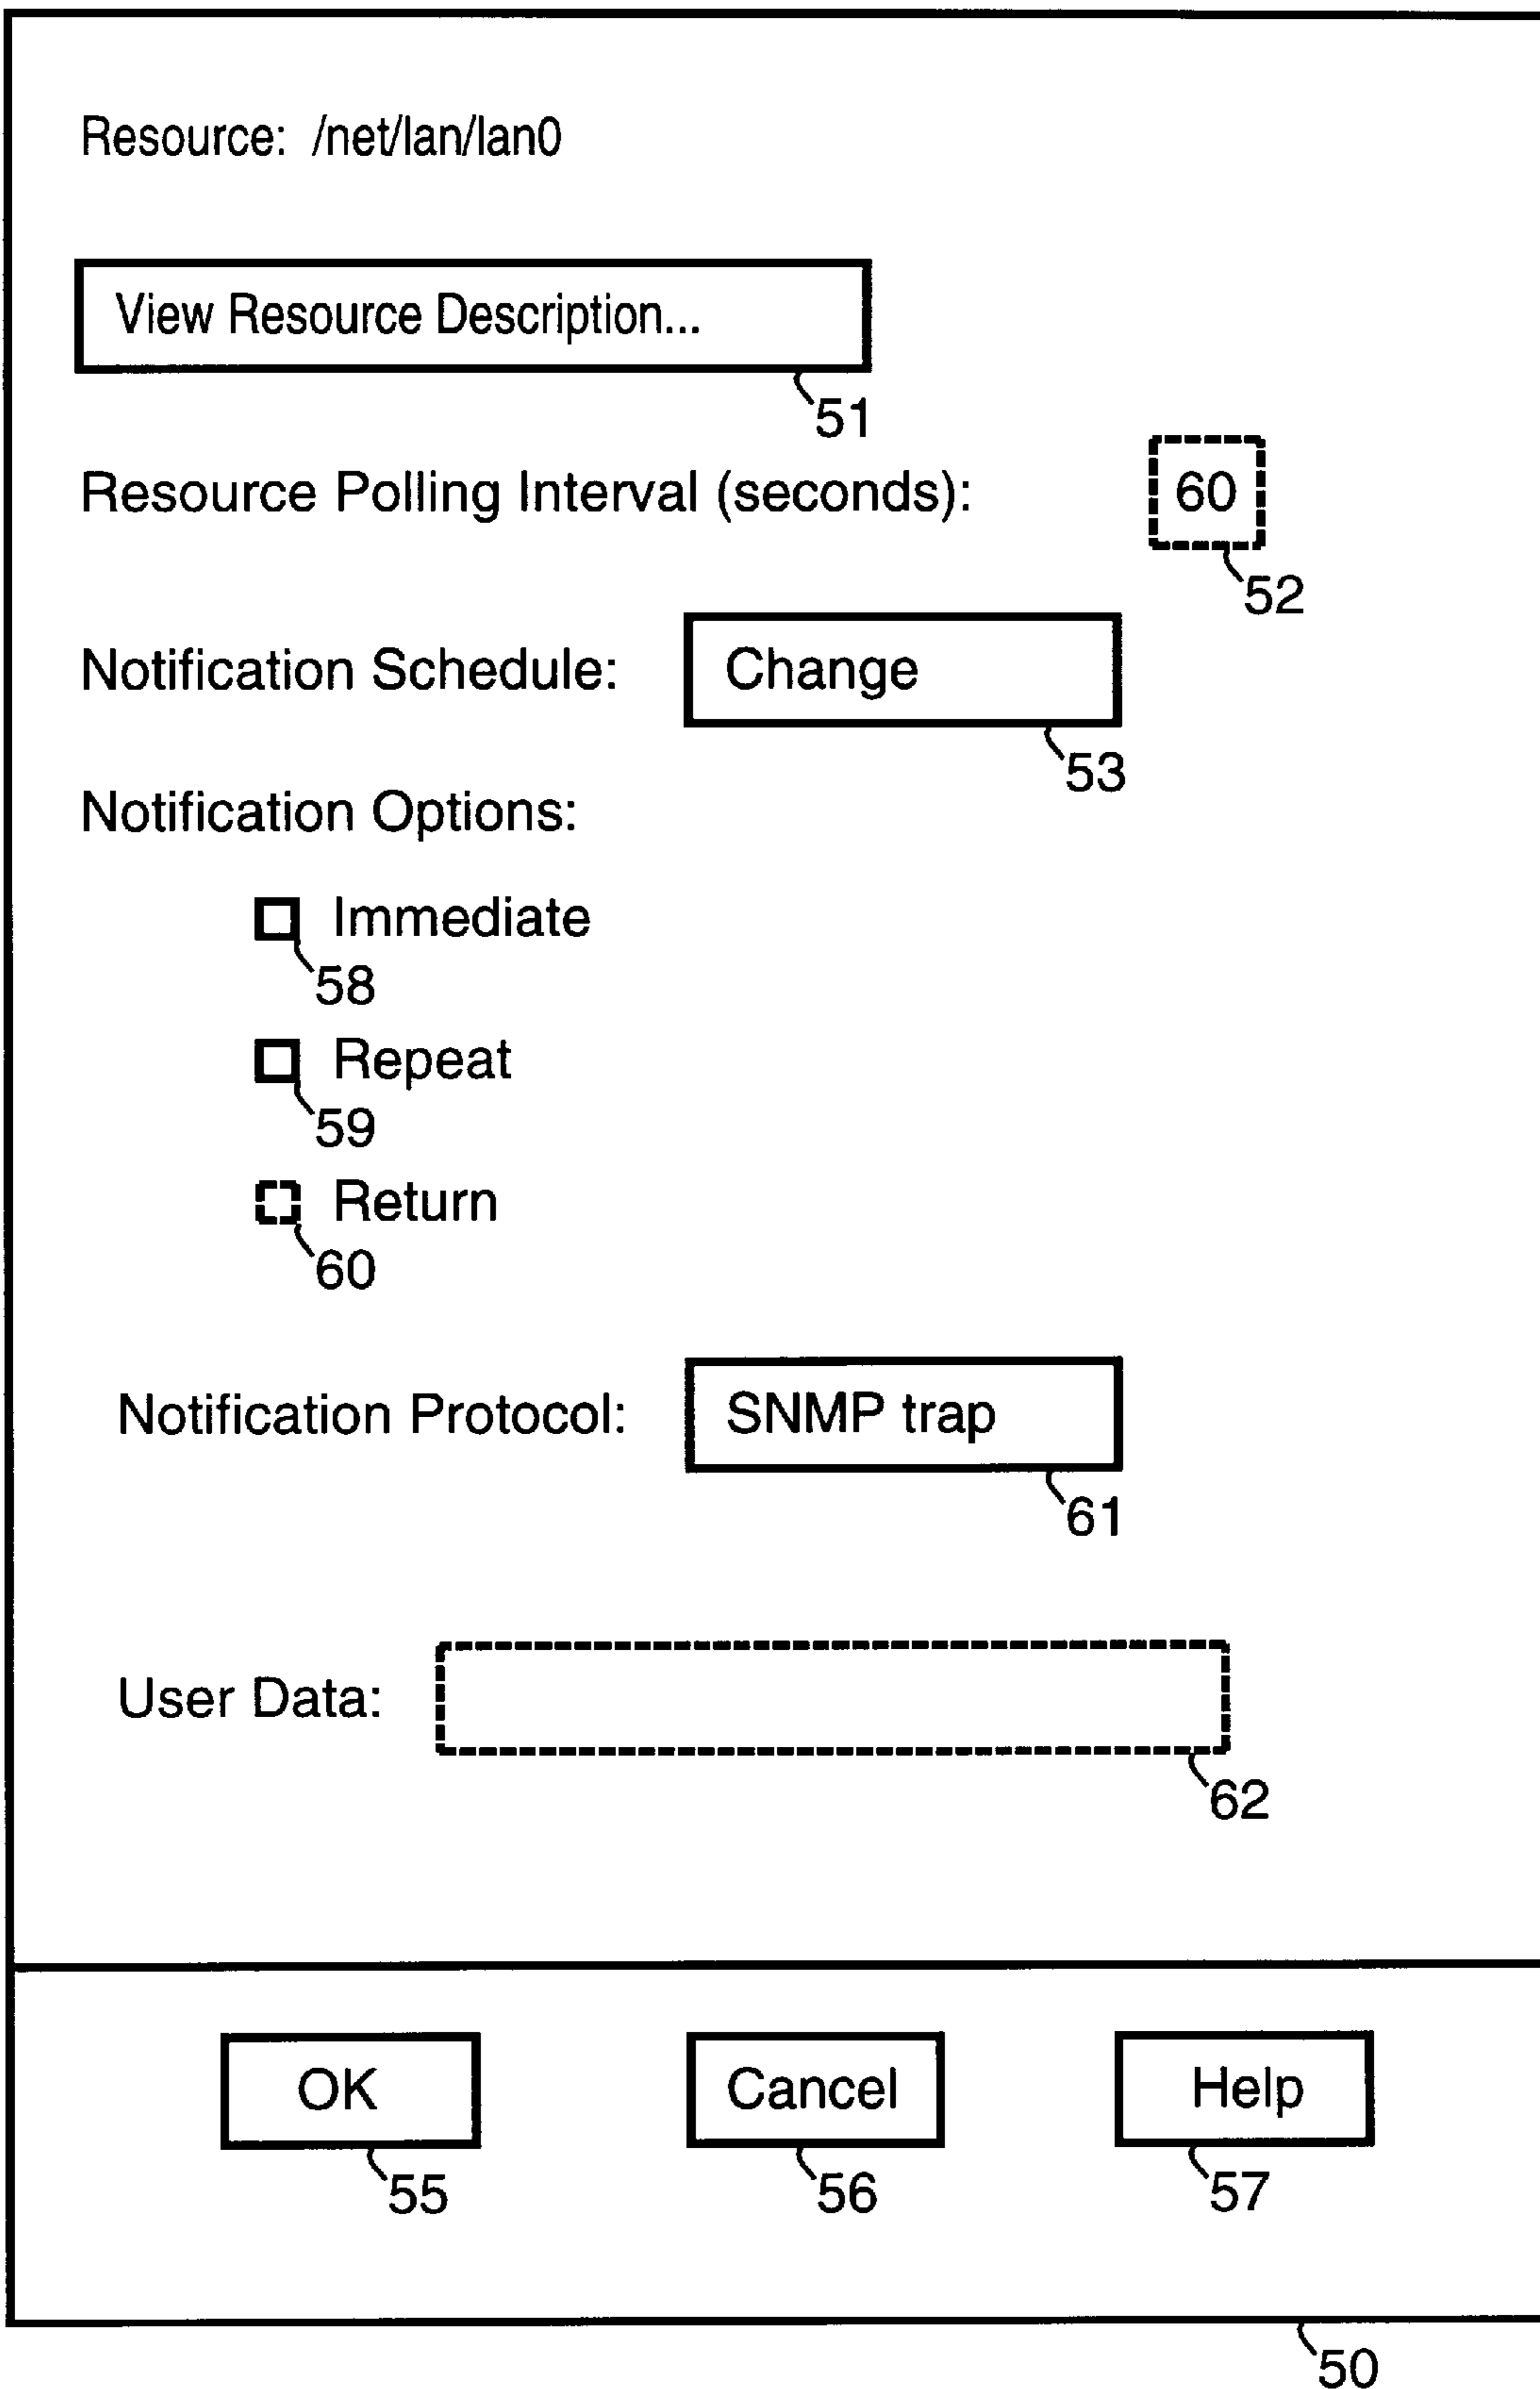 Resource: /net/lan/lan0
View Resource Description...
51
Resource Polling Interval (seconds): 60
52
Notification Schedule: Change
53
Notification Options:
Immediate
58
Repeat
59
Return
60
Notification Protocol: SNMP trap
61
User Data:
62
OK Cancel Help
55 56 57
50